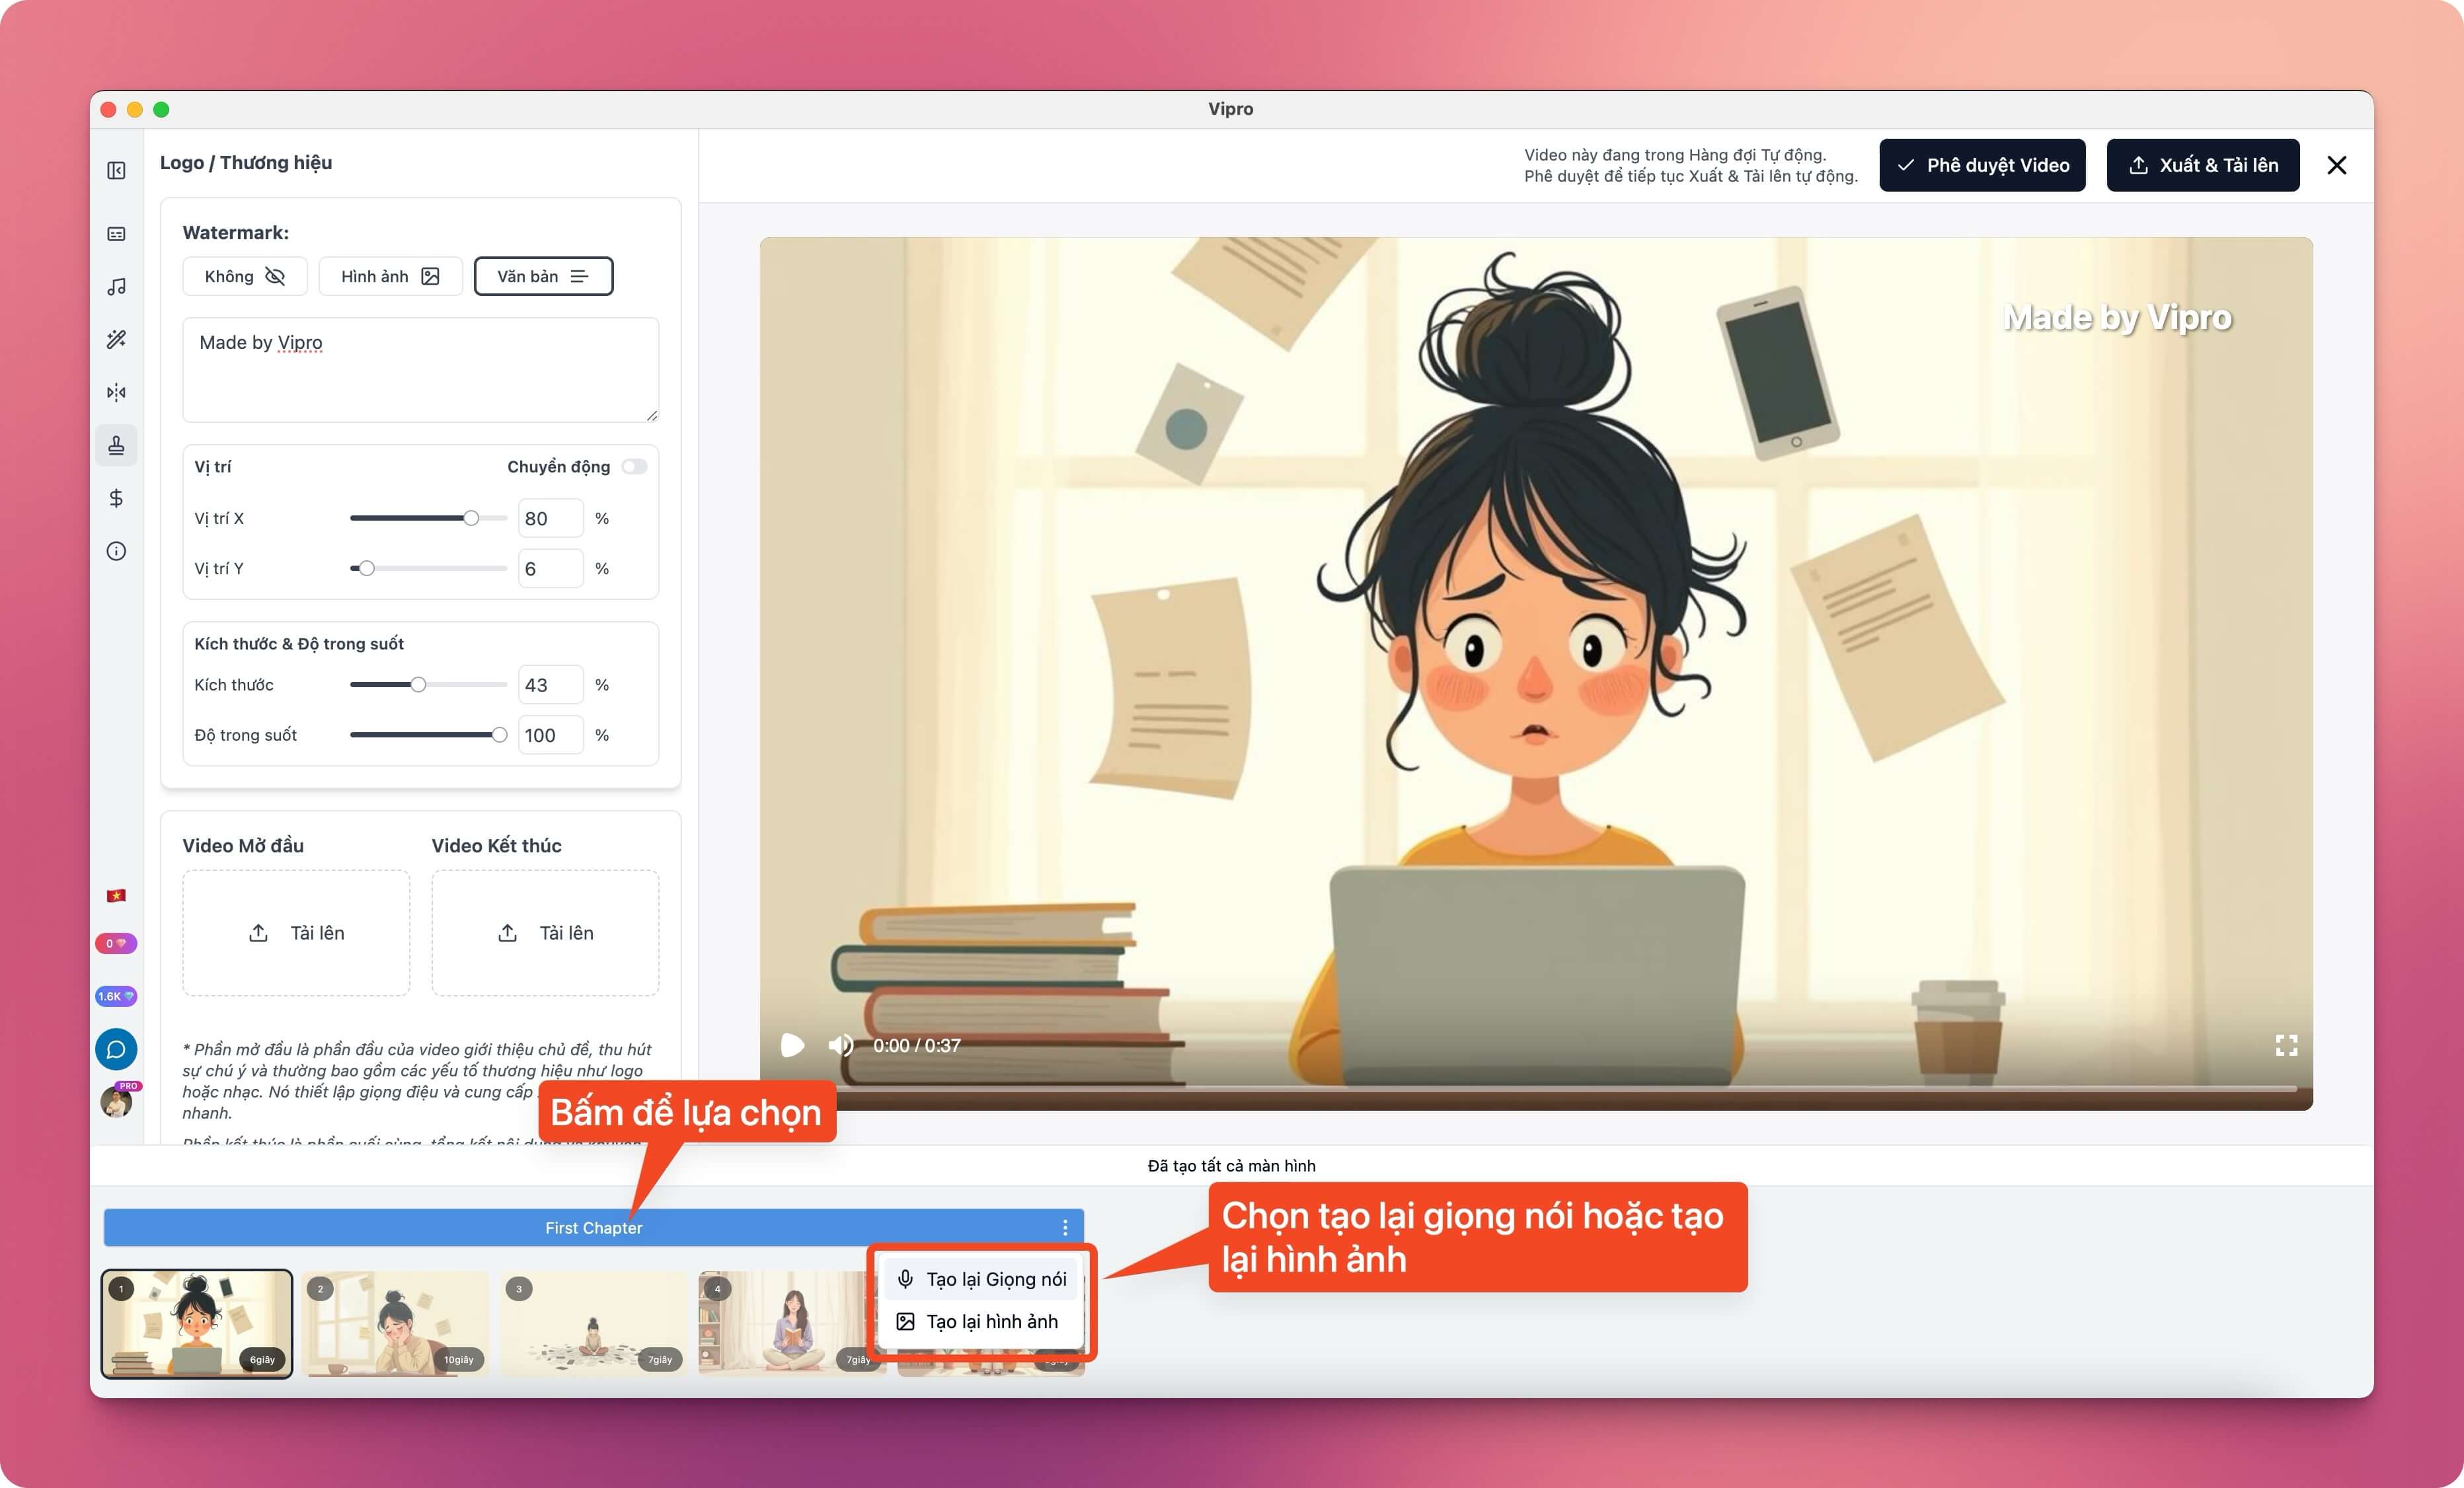 Vipro
Logo / Thương hiệu
Video này đang trong Hàng đợi Tự động.
Phê duyệt để tiếp tục Xuất & Tải lên tự động.
Phê duyệt Video
Xuất & Tải lên
Watermark:
Không
Hình ảnh
Văn bản
Made by Vipro
Vị trí
Chuyển động
Vị trí X
80
%
Vị trí Y
6
%
Kích thước & Độ trong suốt
Kích thước
43
%
Độ trong suốt
100
%
Video Mở đầu
Video Kết thúc
Tải lên
Tải lên
* Phần mở đầu là phần đầu của video giới thiệu chủ đề, thu hút
sự chú ý và thường bao gồm các yếu tố thương hiệu như logo
hoặc nhạc. Nó thiết lập giọng điệu và cung cấp
nhanh.
Phần kết thúc là phần cuối cùng, tổng kết nội dung
0
1.6K
PRO
Made by Vipro
0:00 / 0:37
Bấm để lựa chọn
Đã tạo tất cả màn hình
First Chapter
Chọn tạo lại giọng nói hoặc tạo
lại hình ảnh
Tạo lại Giọng nói
Tạo lại hình ảnh
1
6giây
2
10giây
3
7giây
4
7giây